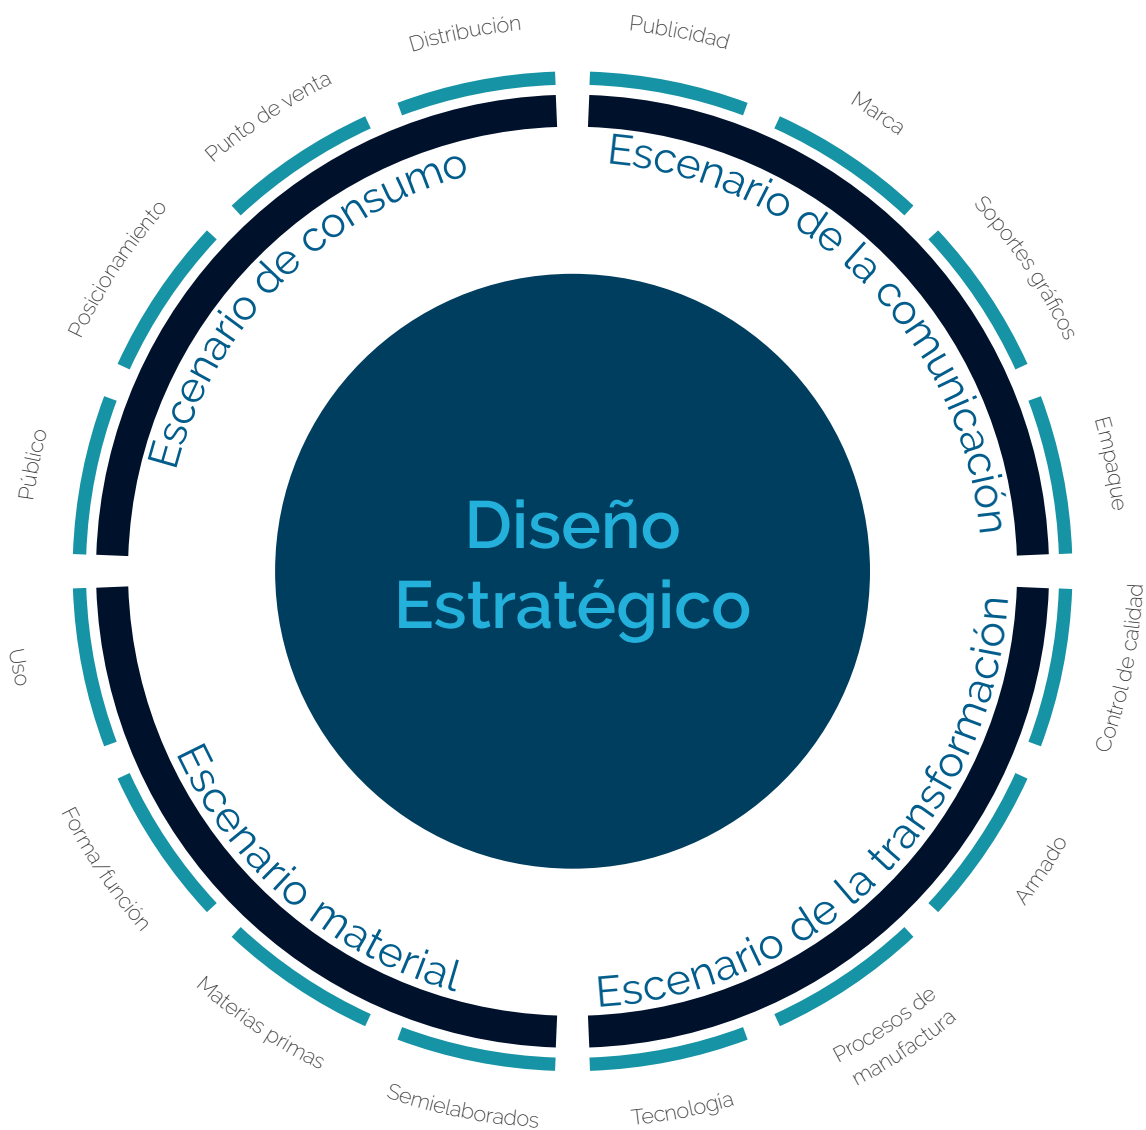 Diseño
Estratégico
Escenario de la comunicación
Publicidad
Marca
Soportes gráficos
Empaque
Escenario de la transformación
Control de calidad
Armado
Procesos de
manufactura
Tecnología
Escenario material
Semielaborados
Materias primas
Forma/función
Uso
Escenario de consumo
Público
Posicionamiento
Punto de venta
Distribución